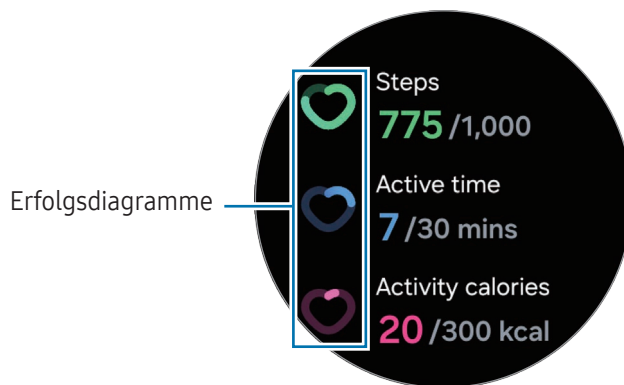 Steps
775/1,000
Active time
Erfolgsdiagramme
7/30 mins
Activity calories
20/300 kcal